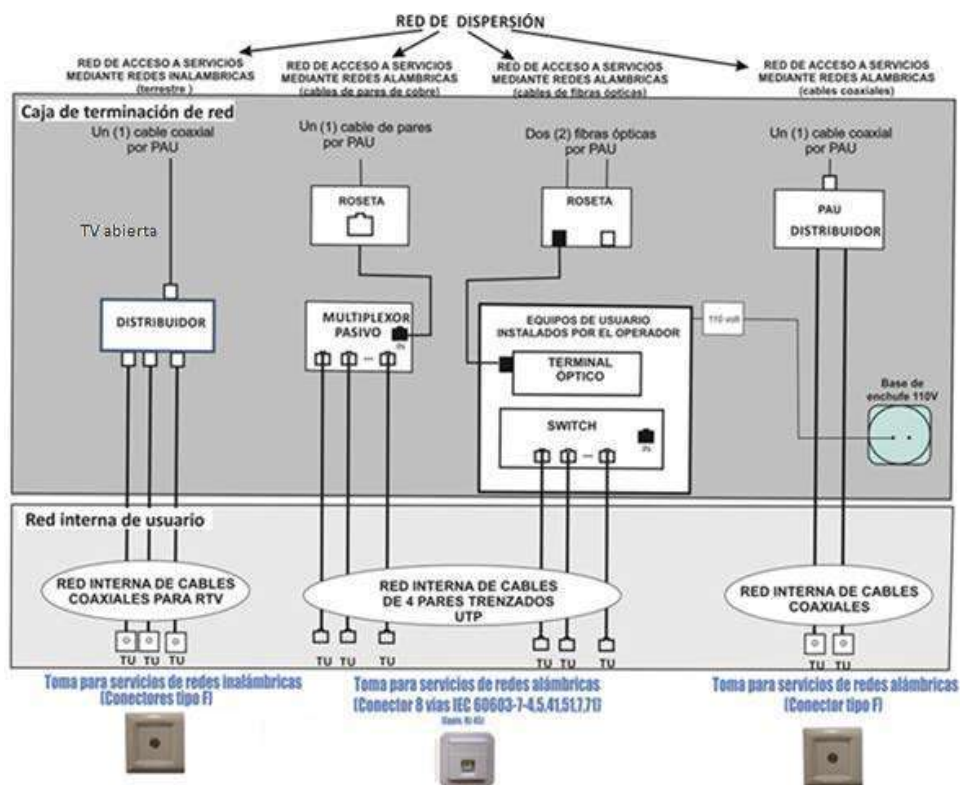 RED DE DISPERSIÓN
RED DE ACCESO A SERVICIOS
MEDIANTE REDES INALAMBRICAS
(terrestre )
RED DE ACCESO A SERVICIOS
MEDIANTE REDES ALAMBRICAS
(cables de pares de cobre)
RED DE ACCESO A SERVICIOS
MEDIANTE REDES ALAMBRICAS
(cables de fibras ópticas)
RED DE ACCESO A SERVICIOS
MEDIANTE REDES ALAMBRICAS
(cables coaxiales)
Caja de terminación de red
Un (1) cable coaxial
por PAU
Un (1) cable de pares
por PAU
Dos (2) fibras ópticas
por PAU
Un (1) cable coaxial
por PAU
ROSETA
ROSETA
PAU
DISTRIBUIDOR
TV abierta
DISTRIBUIDOR
MULTIPLEXOR
PASIVO
IN
...
EQUIPOS DE USUARIO
INSTALADOS POR EL OPERADOR
110 volt
TERMINAL
ÓPTICO
SWITCH
IN
...
Base de
enchufe 110V
Red interna de usuario
RED INTERNA DE CABLES
COAXIALES PARA RTV
RED INTERNA DE CABLES
DE 4 PARES TRENZADOS
UTP
RED INTERNA DE CABLES
COAXIALES
TU TU TU
TU TU TU
TU TU TU
TU TU
Toma para servicios de redes inalámbricas
(Conectores tipo F)
Toma para servicios de redes alámbricas
(Conector 8 vías IEC 60603-7-4,5,41,51,7,71)
Toma para servicios de redes alámbricas
(Conector tipo F)